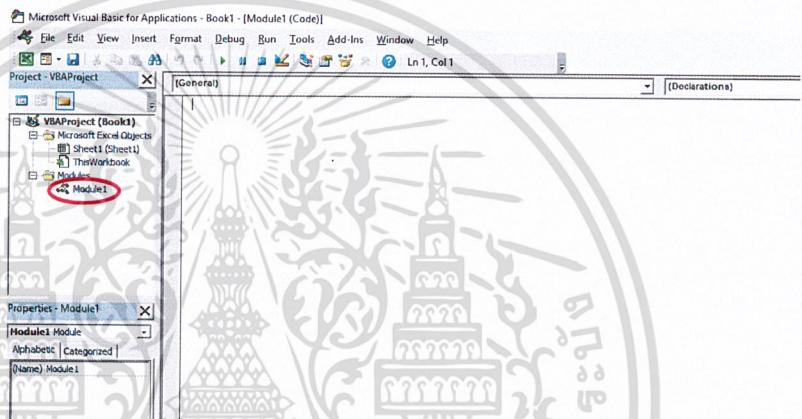 Microsoft Visual Basic for Applications - Book1 - [Module1 (Code)]
File Edit View Insert Format Debug Run Tools Add-Ins Window Help
Ln 1, Col 1
Project - VBAProject
(General)
(Declarations)
VBAProject (Book1)
Microsoft Excel Objects
Sheet1 (Sheet1)
ThisWorkbook
Modules
Module1
Properties - Module1
Module1 Module
Alphabetic Categorized
(Name) Module1